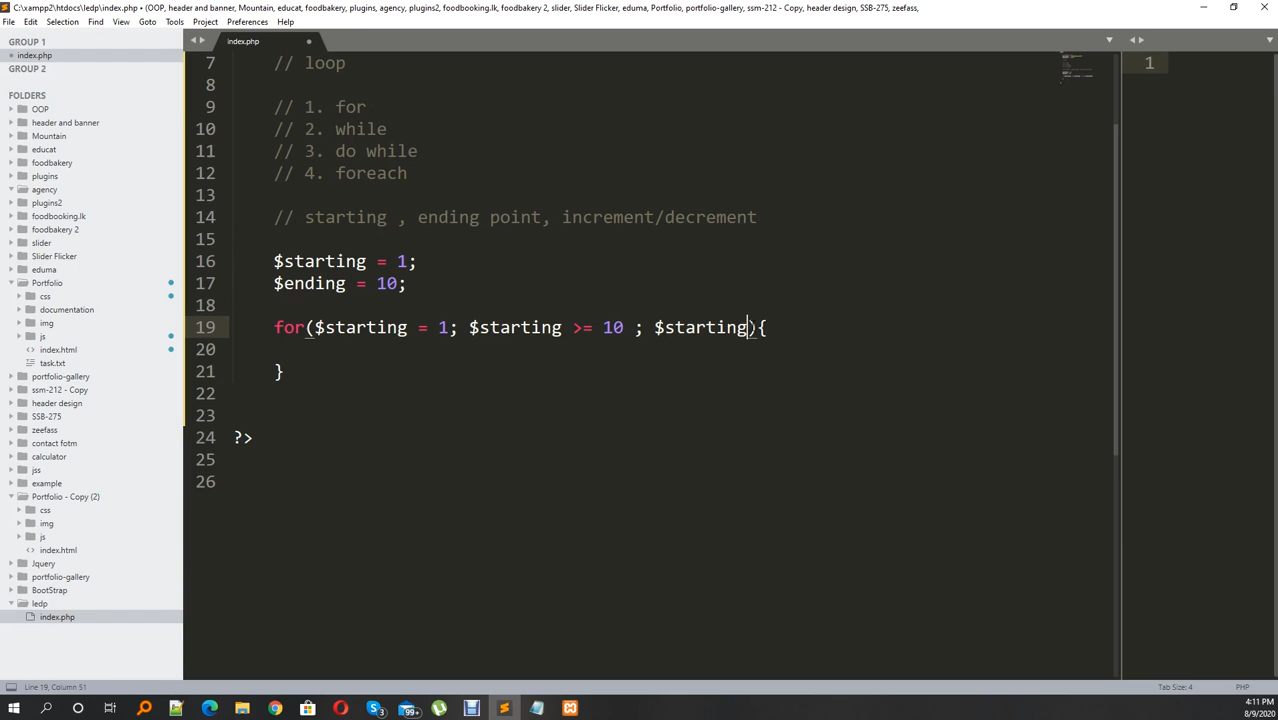 C:\xampp2\htdocs\ledp\index.php • (OOP, header and banner, Mountain, educat, foodbakery, plugins, agency, plugins2, foodbooking.lk, foodbakery 2, slider, Slider Flicker, eduma, Portfolio, portfolio-gallery, ssm-212 - Copy, header design, SSB-275, zeefass,
File Edit Selection Find View Goto Tools Project Preferences Help
GROUP 1
index.php
GROUP 2
FOLDERS
OOP
header and banner
Mountain
educat
foodbakery
plugins
agency
plugins2
foodbooking.lk
foodbakery 2
slider
Slider Flicker
eduma
Portfolio
css
documentation
img
js
index.html
task.txt
portfolio-gallery
ssm-212 - Copy
header design
SSB-275
zeefass
contact fotm
calculator
jss
example
Portfolio - Copy (2)
css
img
js
index.html
Jquery
portfolio-gallery
BootStrap
ledp
index.php
index.php
7 // loop
8
9 // 1. for
10 // 2. while
11 // 3. do while
12 // 4. foreach
13
14 // starting , ending point, increment/decrement
15
16 $starting = 1;
17 $ending = 10;
18
19 for($starting = 1; $starting >= 10 ; $starting){
20
21 }
22
23
24 ?>
25
26
1
Line 19, Column 51
Tab Size: 4
PHP
3
99+
4:11 PM
8/9/2020